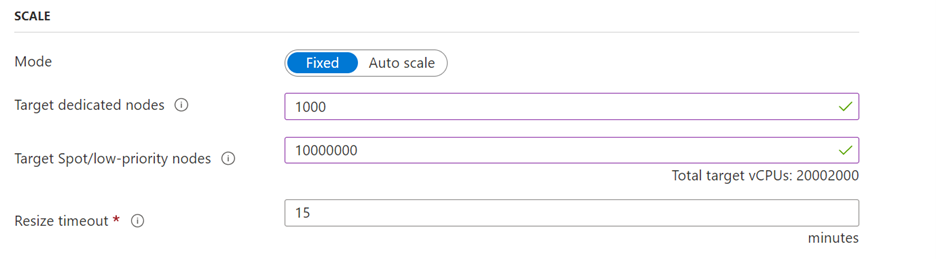 SCALE
Mode
Fixed Auto scale
Target dedicated nodes
1000
Target Spot/low-priority nodes
10000000
Total target vCPUs: 20002000
Resize timeout *
15
minutes